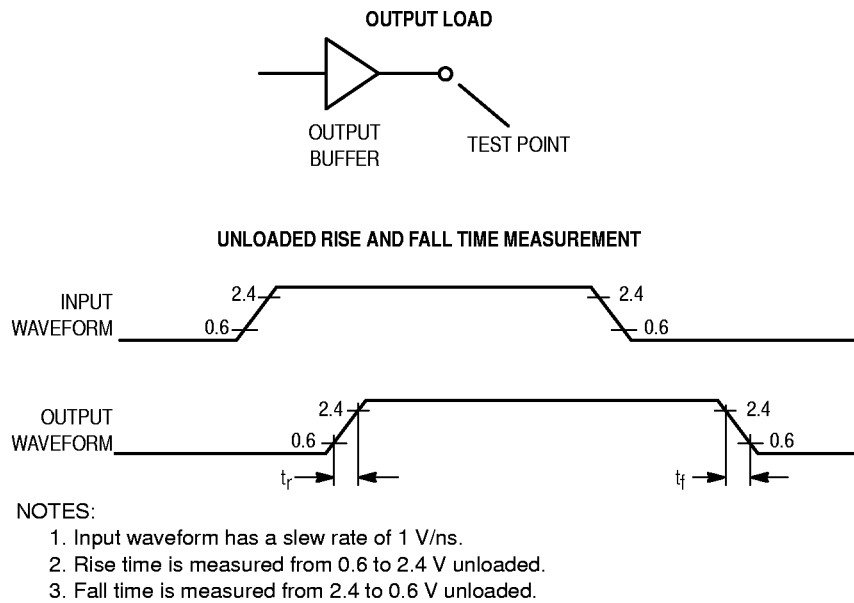 OUTPUT LOAD
OUTPUT
BUFFER
TEST POINT
UNLOADED RISE AND FALL TIME MEASUREMENT
INPUT
WAVEFORM
2.4
0.6
2.4
0.6
OUTPUT
WAVEFORM
2.4
0.6
2.4
0.6
tr
tf
NOTES:
1. Input waveform has a slew rate of 1 V/ns.
2. Rise time is measured from 0.6 to 2.4 V unloaded.
3. Fall time is measured from 2.4 to 0.6 V unloaded.